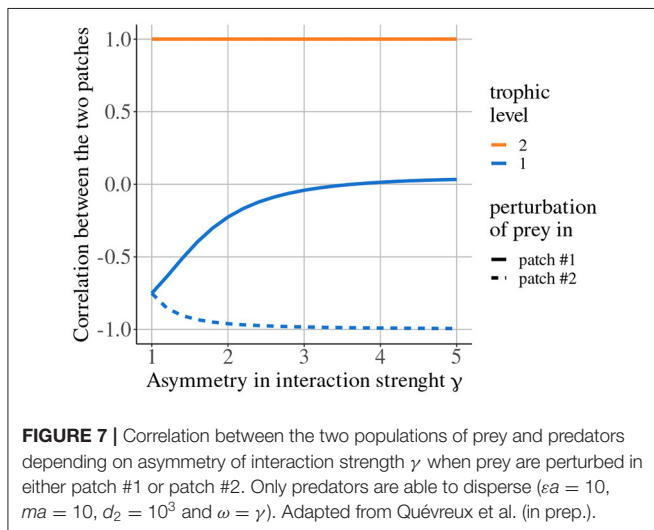 1.0
0.5
0.0
-0.5
-1.0
Correlation between the two patches
1 2 3 4 5
Asymmetry in interaction strenght γ
trophic
level
2
1
perturbation
of prey in
patch #1
patch #2
FIGURE 7 | Correlation between the two populations of prey and predators
depending on asymmetry of interaction strength γ when prey are perturbed in
either patch #1 or patch #2. Only predators are able to disperse (εa = 10,
ma = 10, d₂ = 10³ and ω = γ). Adapted from Quévreux et al. (in prep.).